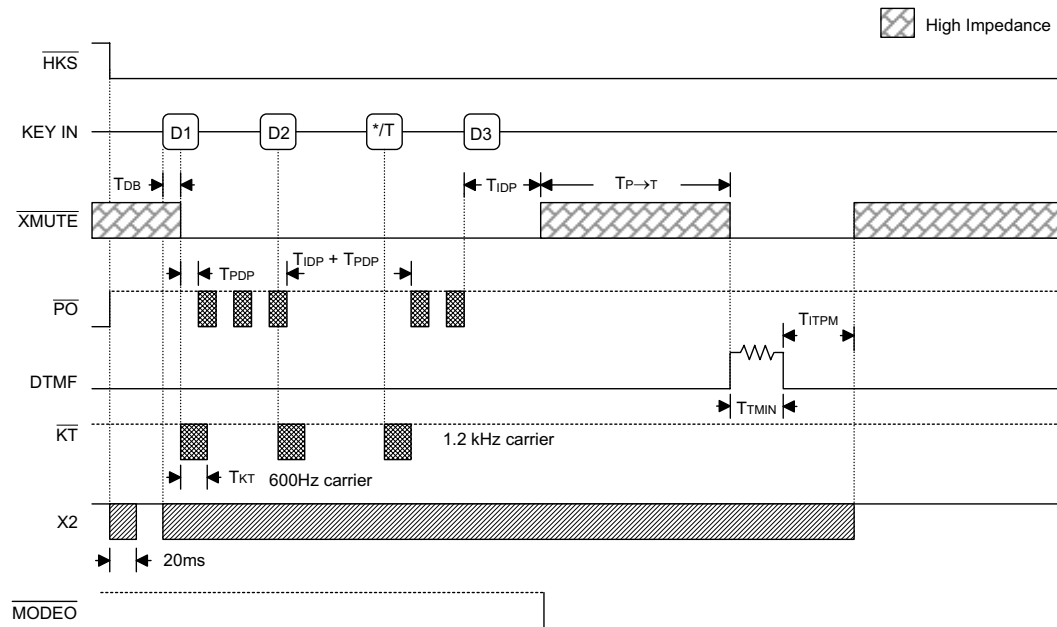 High Impedance
HKS
KEY IN
D1 D2 */T D3
TDB TIDP TP→T
XMUTE
TPDP TIDP + TPDP
PO
TITPM
DTMF
TTMIN
KT
1.2 kHz carrier
TKT 600Hz carrier
X2
20ms
MODEO